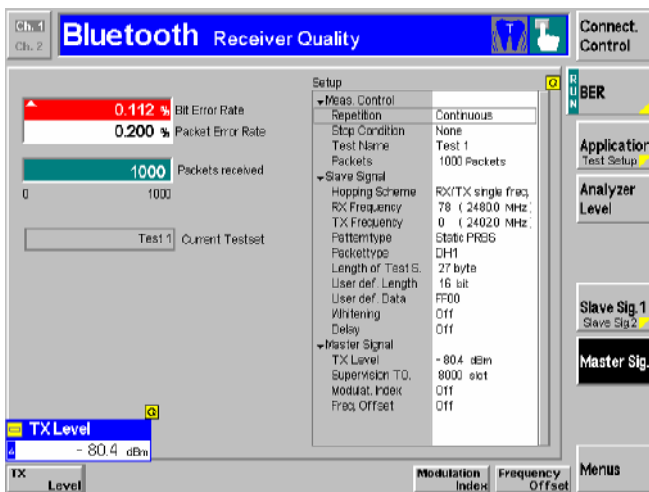 Ch. 1
Ch. 2
Bluetooth Receiver Quality
Connect. Control
0.112 % Bit Error Rate
0.200 % Packet Error Rate
1000 Packets received
0 1000
Test 1 Current Testset
Setup
Meas. Control
Repetition Continuous
Stop Condition None
Test Name Test 1
Packets 1000 Packets
Slave Signal
Hopping Scheme RX/TX single freq.
RX Frequency 78 ( 2480.0 MHz)
TX Frequency 0 ( 2402.0 MHz)
Patterntype Static PRBS
Packettype DH1
Length of Test S. 27 byte
User def. Length 16 bit
User def. Data FF00
Whitening Off
Delay Off
Master Signal
TX Level - 80.4 dBm
Supervision TO. 8000 slot
Modulat. Index Off
Freq. Offset Off
RUN
BER
Application
Test Setup
Analyzer Level
Slave Sig.1
Slave Sig.2
Master Sig.
TX Level
- 80.4 dBm
TX Level
Modulation Index
Frequency Offset
Menus